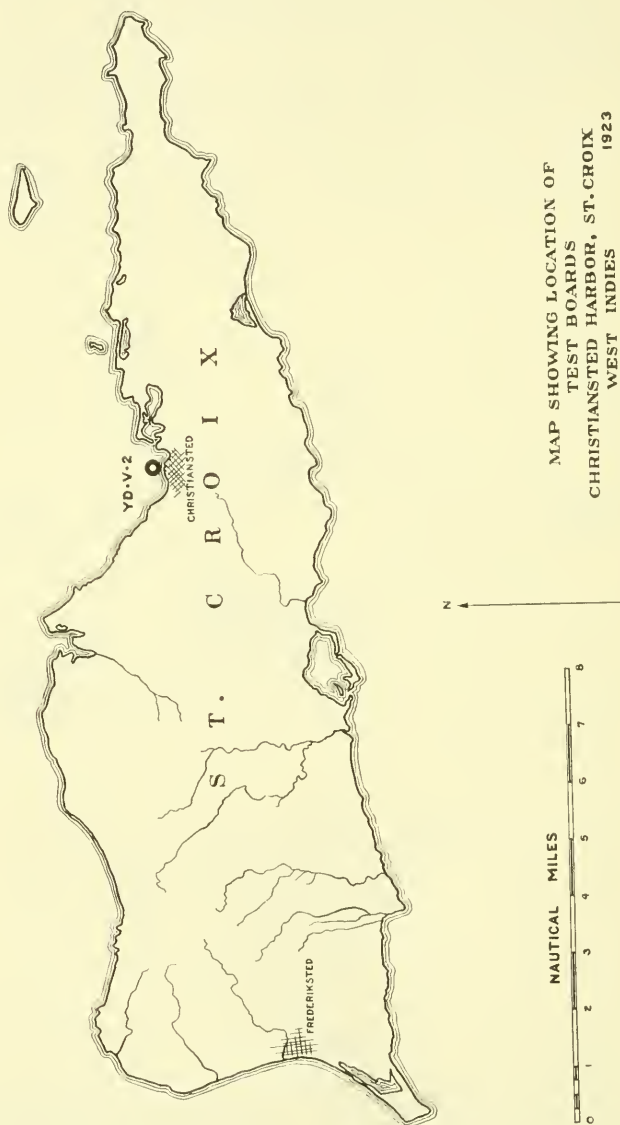 YD·V·2
CHRISTIANSTED
ST. CROIX
FREDERIKSTED
N
NAUTICAL MILES
0 1 2 3 4 5 6 7 8
MAP SHOWING LOCATION OF
TEST BOARDS
CHRISTIANSTED HARBOR, ST. CROIX
WEST INDIES 1923